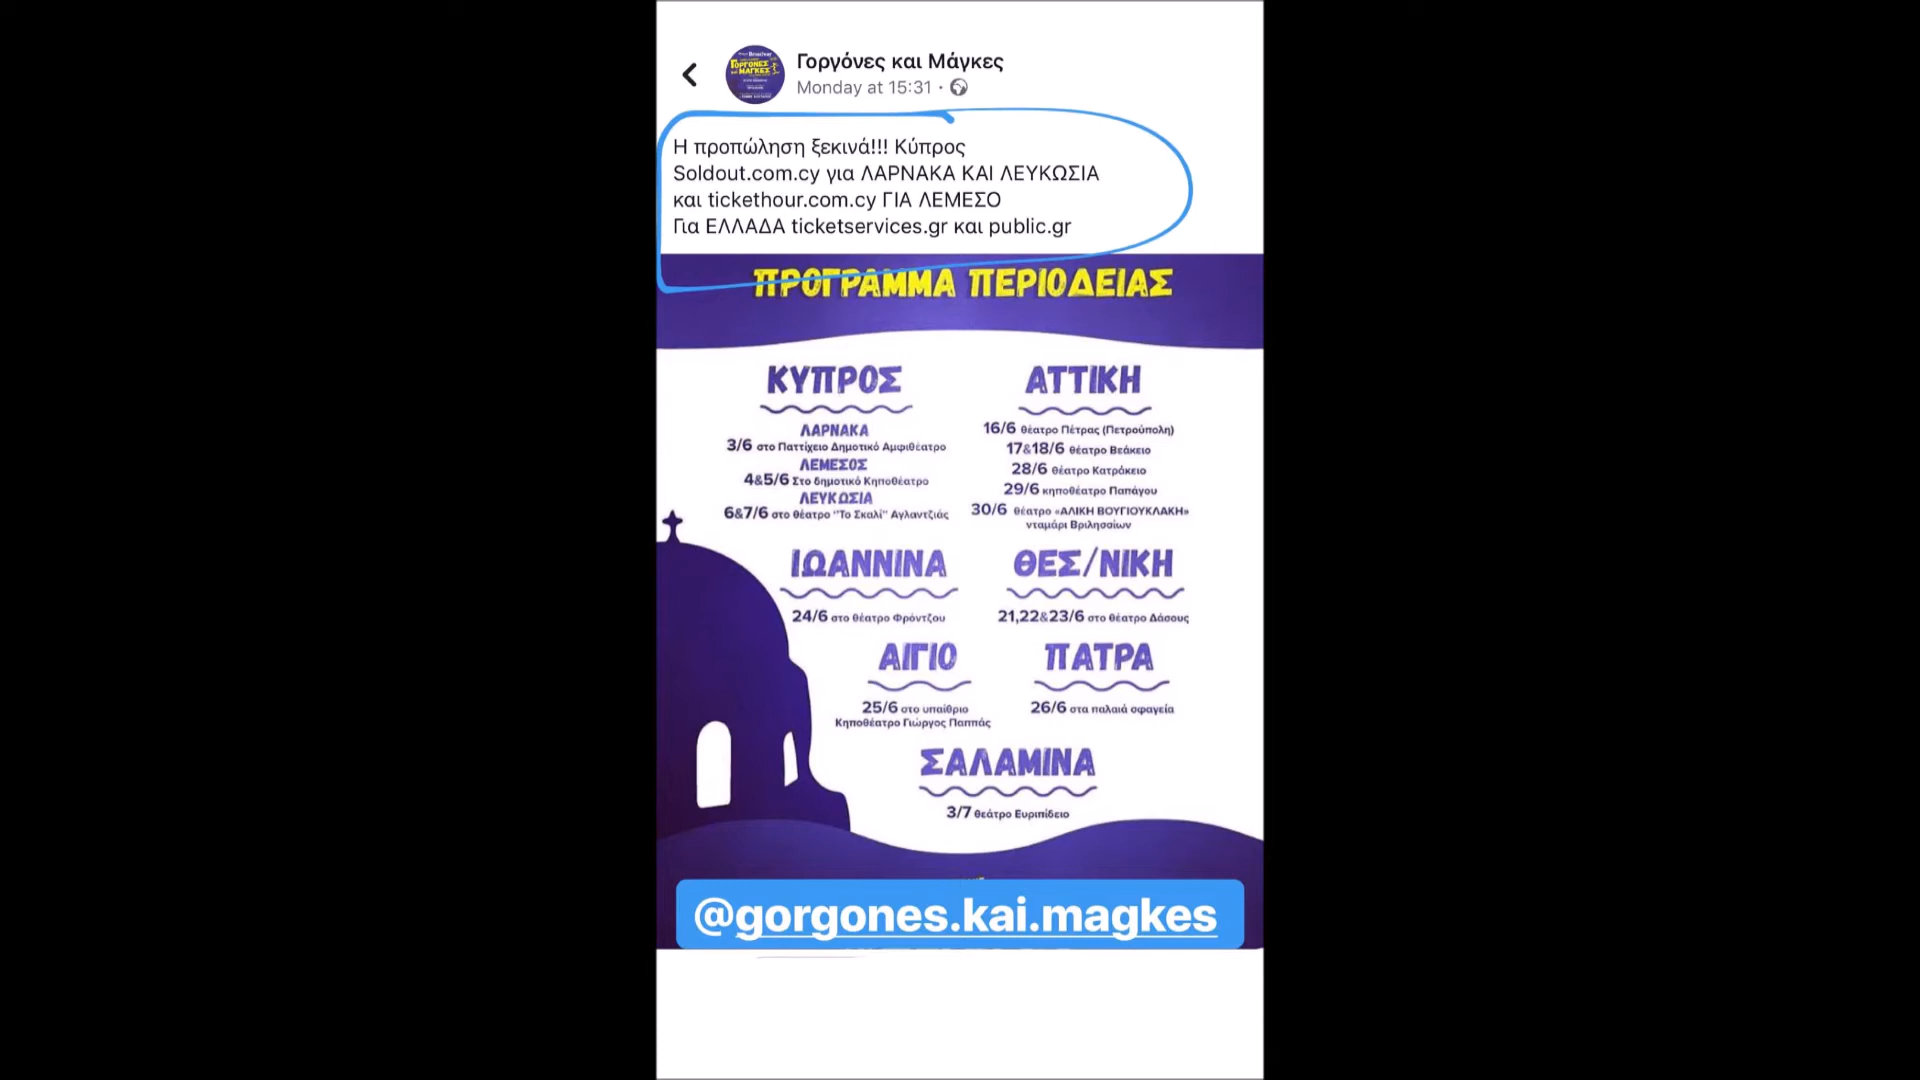 Γοργόνες και Μάγκες
Monday at 15:31
Η προπώληση ξεκινά!!! Κύπρος
Soldout.com.cy για ΛΑΡΝΑΚΑ ΚΑΙ ΛΕΥΚΩΣΙΑ
και tickethour.com.cy ΓΙΑ ΛΕΜΕΣΟ
Για ΕΛΛΑΔΑ ticketservices.gr και public.gr
ΠΡΟΓΡΑΜΜΑ ΠΕΡΙΟΔΕΙΑΣ
ΚΥΠΡΟΣ
ΛΑΡΝΑΚΑ
3/6 στο Παττίχειο Δημοτικό Αμφιθέατρο
ΛΕΜΕΣΟΣ
4&5/6 Στο δημοτικό Κηποθέατρο
ΛΕΥΚΩΣΙΑ
6&7/6 στο θέατρο "Το Σκαλί" Αγλαντζιάς
ΑΤΤΙΚΗ
16/6 θέατρο Πέτρας (Πετρούπολη)
17&18/6 θέατρο Βεάκειο
28/6 θέατρο Κατράκειο
29/6 κηποθέατρο Παπάγου
30/6 θέατρο «ΑΛΙΚΗ ΒΟΥΓΙΟΥΚΛΑΚΗ»
νταμάρι Βριλησσίων
ΙΩΑΝΝΙΝΑ
24/6 στο θέατρο Φρόντζου
ΘΕΣ/ΝΙΚΗ
21,22&23/6 στο θέατρο Δάσους
ΑΙΓΙΟ
25/6 στο υπαίθριο
Κηποθέατρο Γιώργος Παππάς
ΠΑΤΡΑ
26/6 στα παλαιά σφαγεία
ΣΑΛΑΜΙΝΑ
3/7 θεάτρο Ευριπίδειο
@gorgones.kai.magkes